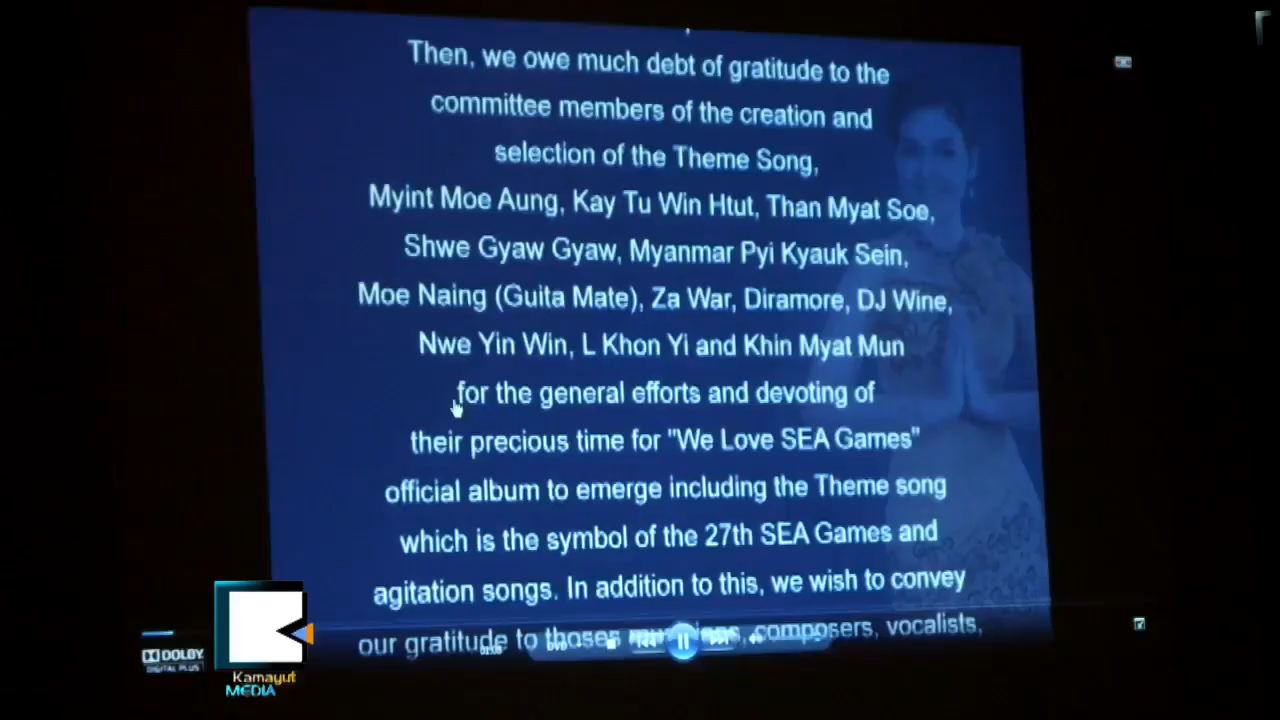 Then, we owe much debt of gratitude to the
committee members of the creation and
selection of the Theme Song,
Myint Moe Aung, Kay Tu Win Htut, Than Myat Soe,
Shwe Gyaw Gyaw, Myanmar Pyi Kyauk Sein,
Moe Naing (Guita Mate), Za War, Diramore, DJ Wine,
Nwe Yin Win, L Khon Yi and Khin Myat Mun
for the general efforts and devoting of
their precious time for "We Love SEA Games"
official album to emerge including the Theme song
which is the symbol of the 27th SEA Games and
agitation songs. In addition to this, we wish to convey
our gratitude to those composers, vocalists,
DVD
DOLBY
DIGITAL PLUS
Kamayut
MEDIA